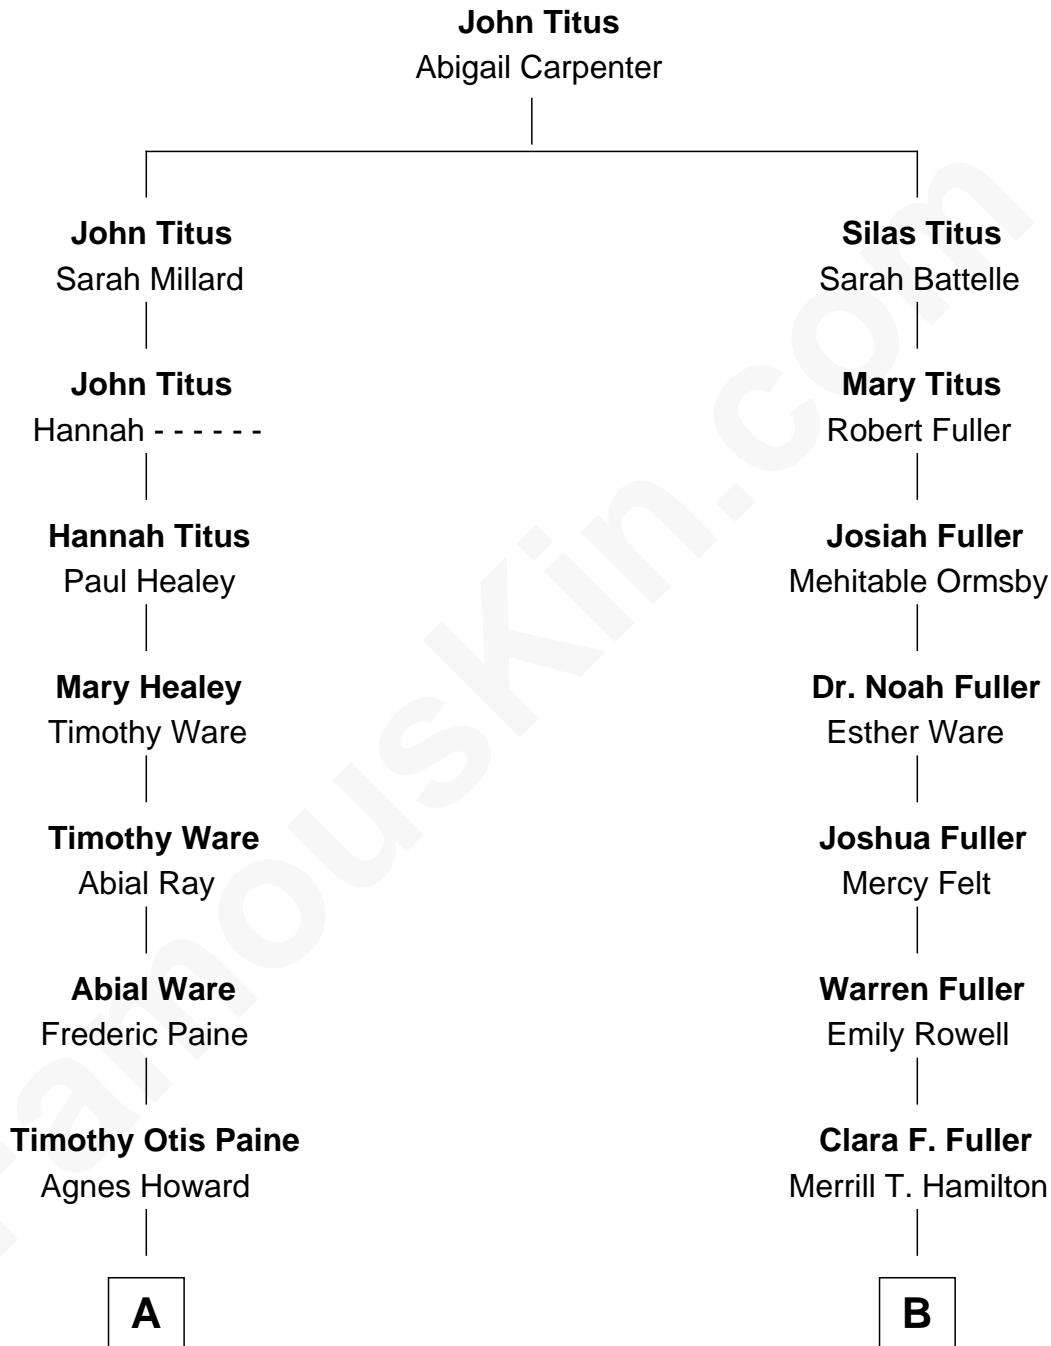 John Titus
Abigail Carpenter
John Titus
Sarah Millard
Silas Titus
Sarah Battelle
John Titus
Hannah - - - - - -
Mary Titus
Robert Fuller
Hannah Titus
Paul Healey
Josiah Fuller
Mehitable Ormsby
Mary Healey
Timothy Ware
Dr. Noah Fuller
Esther Ware
Timothy Ware
Abial Ray
Joshua Fuller
Mercy Felt
Abial Ware
Frederic Paine
Warren Fuller
Emily Rowell
Timothy Otis Paine
Agnes Howard
Clara F. Fuller
Merrill T. Hamilton
A
B
FamousKin.com